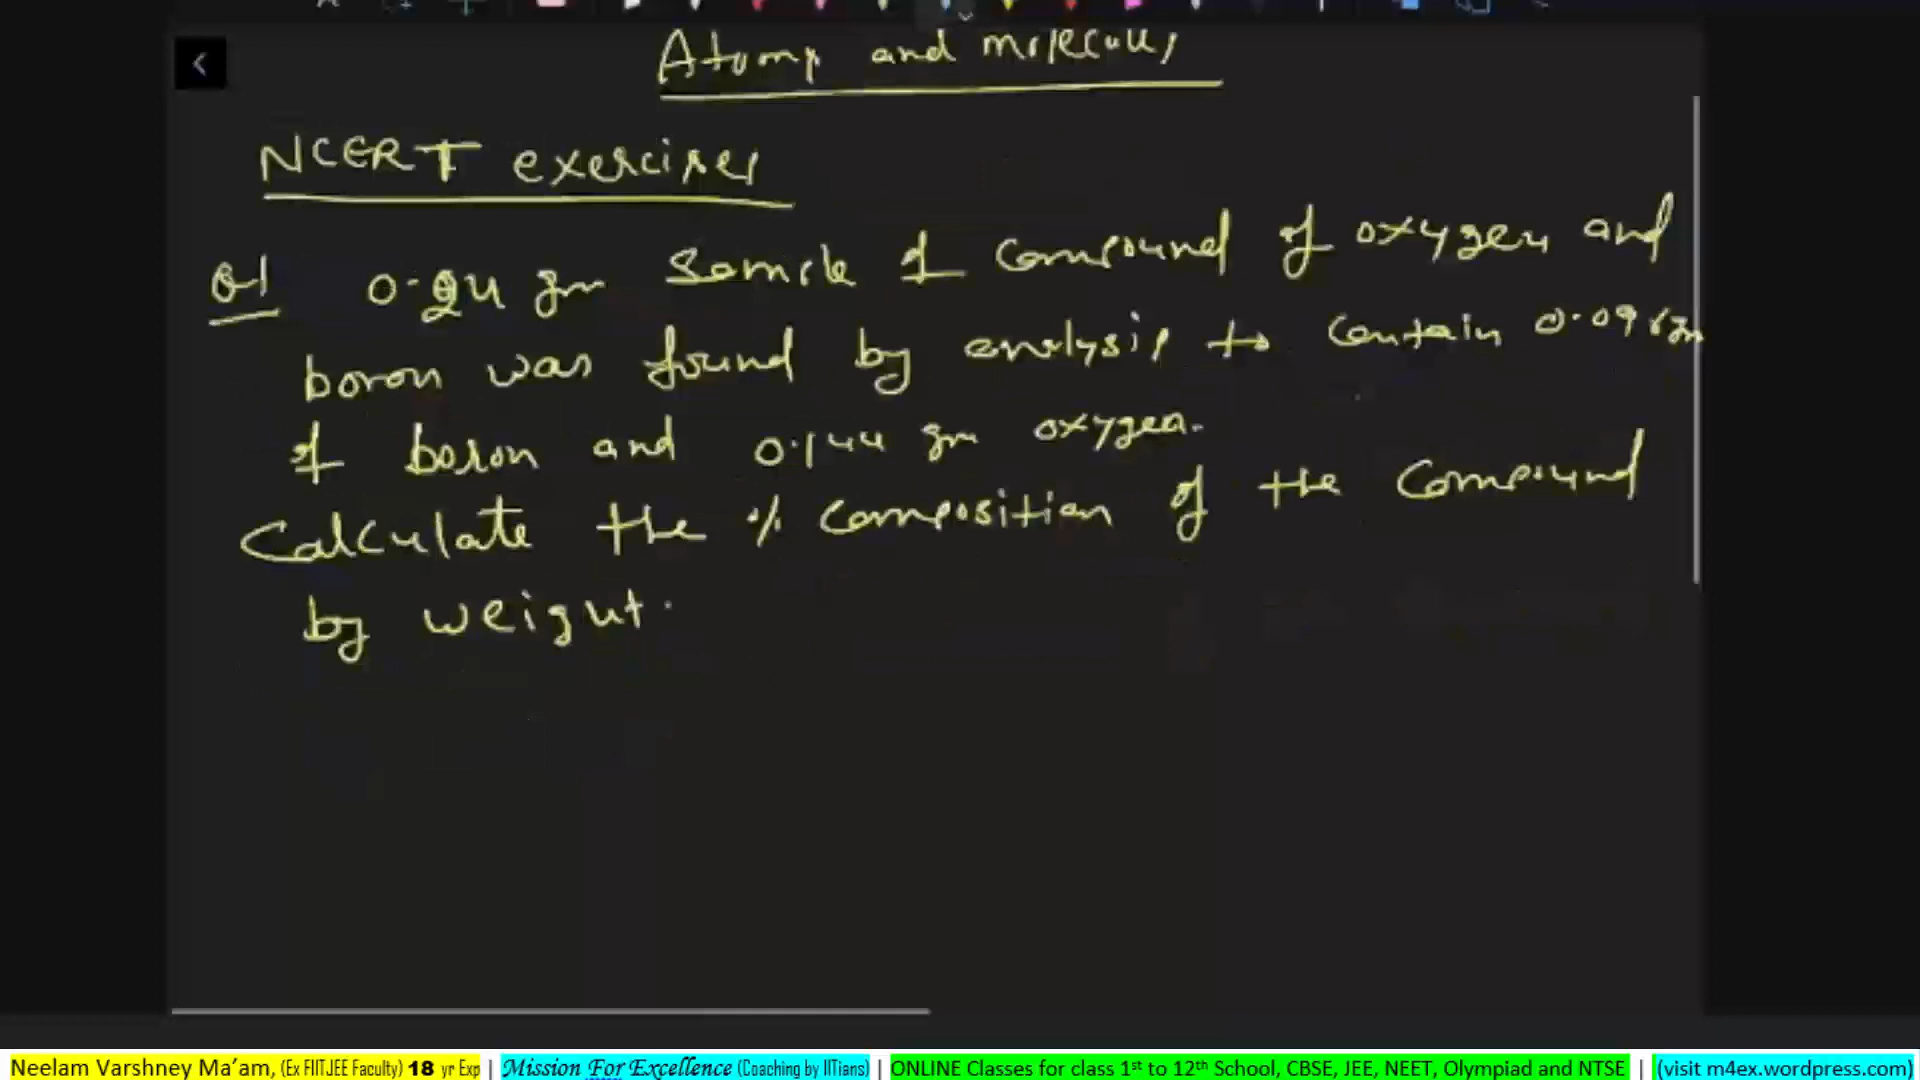 Atoms and molecules
NCERT exercises
Q1 0.24 gm sample of compound of oxygen and
boron was found by analysis to contain 0.096 gm
of boron and 0.144 gm oxygen.
Calculate the % composition of the compound
by weight.
Neelam Varshney Ma’am, (Ex FIITJEE Faculty) 18 yr Exp | Mission For Excellence (Coaching by IITians) | ONLINE Classes for class 1st to 12th School, CBSE, JEE, NEET, Olympiad and NTSE | (visit m4ex.wordpress.com)